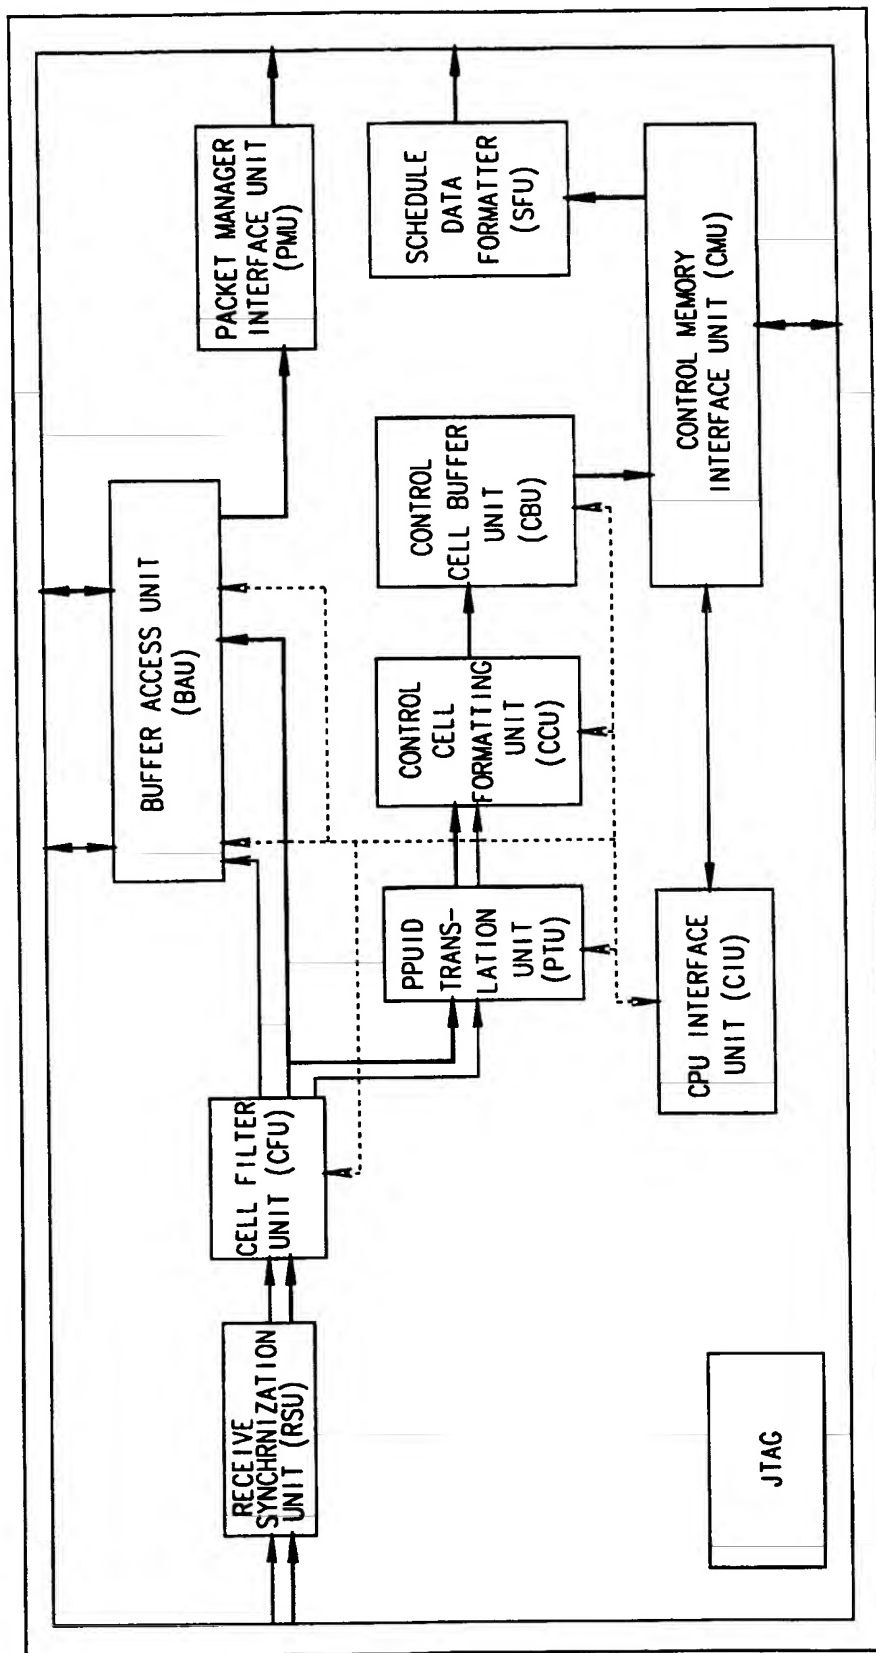 RECEIVE
SYNCHRNIZATION
UNIT (RSU)
CELL FILTER
UNIT (CFU)
BUFFER ACCESS UNIT
(BAU)
PACKET MANAGER
INTERFACE UNIT
(PMU)
PPUID
TRANS-
LATION
UNIT
(PTU)
CONTROL
CELL
FORMATTING
UNIT
(CCU)
CONTROL
CELL BUFFER
UNIT
(CBU)
SCHEDULE
DATA
FORMATTER
(SFU)
JTAG
CPU INTERFACE
UNIT (CIU)
CONTROL MEMORY
INTERFACE UNIT (CMU)